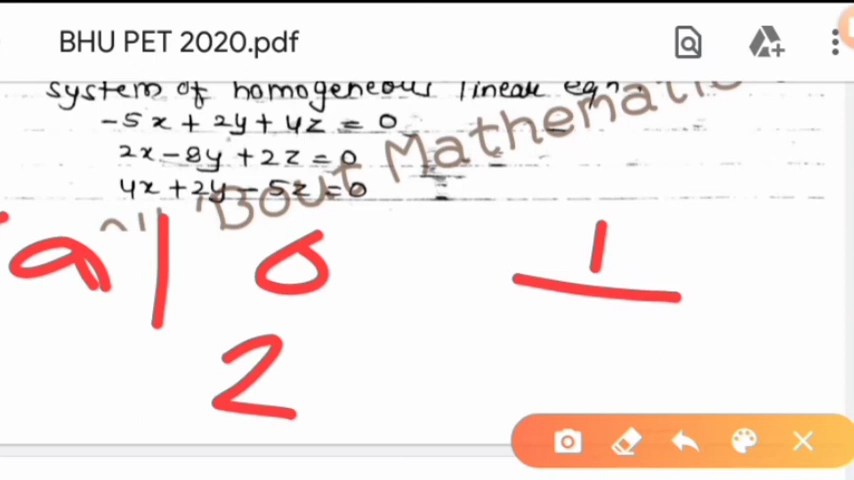 BHU PET 2020.pdf
system of homogeneous linear eqn.
-5x + 2y + 4z = 0
2x - 8y + 2z = 0
4x + 2y - 5z = 0
'Bout Mathematic
a) 0 1
2